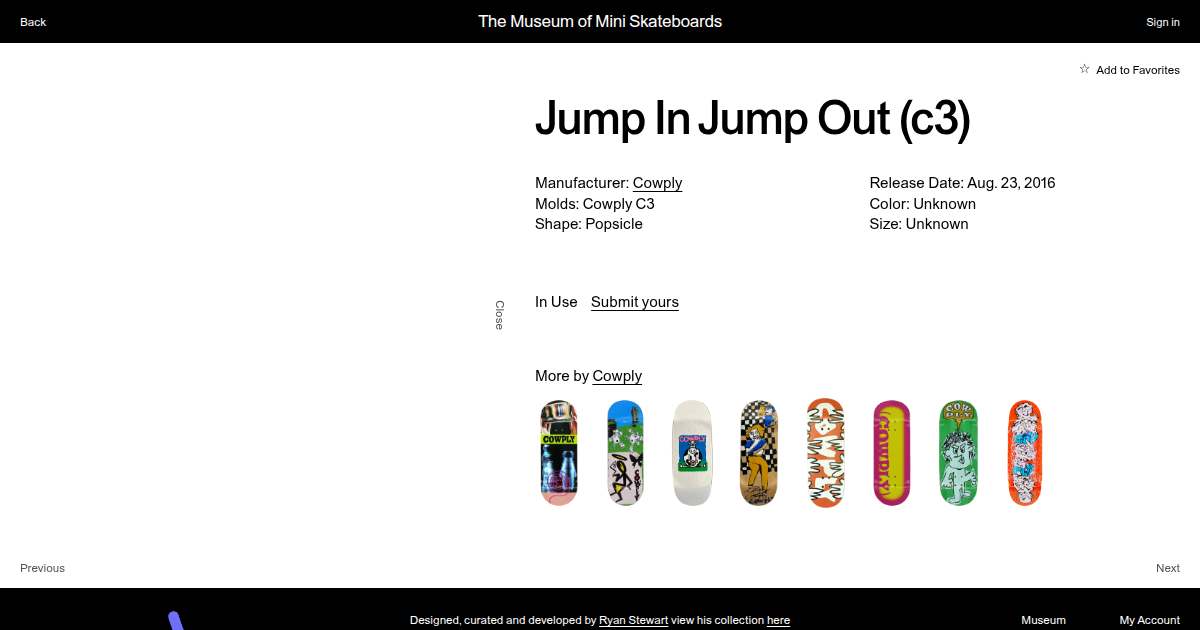 Back
The Museum of Mini Skateboards
Sign in
☆ Add to Favorites
Jump In Jump Out (c3)
Manufacturer: Cowply
Molds: Cowply C3
Shape: Popsicle
Release Date: Aug. 23, 2016
Color: Unknown
Size: Unknown
Close
In Use Submit yours
More by Cowply
COWPLY
COWPLY
COWPLY
COW
PLY
Previous
Next
Designed, curated and developed by Ryan Stewart view his collection here
Museum
My Account